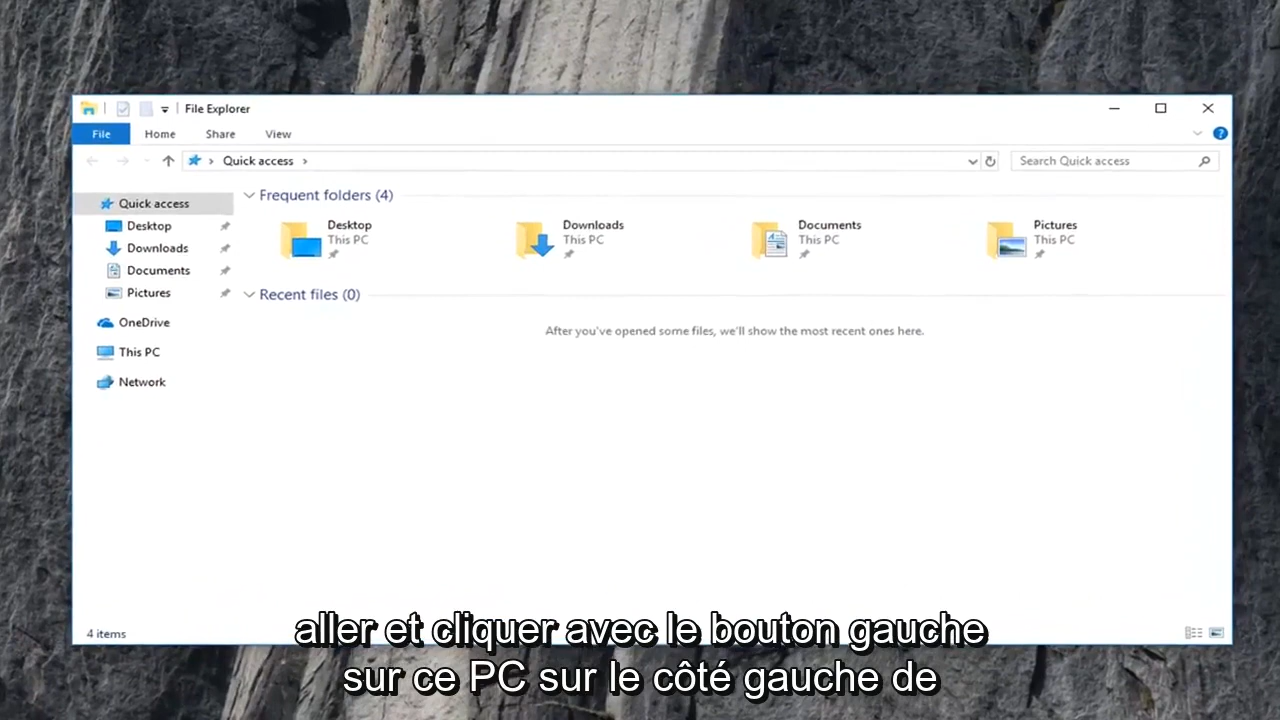 File Explorer
File
Home
Share
View
Quick access
Search Quick access
Quick access
Desktop
Downloads
Documents
Pictures
OneDrive
This PC
Network
Frequent folders (4)
Desktop
This PC
Downloads
This PC
Documents
This PC
Pictures
This PC
Recent files (0)
After you've opened some files, we'll show the most recent ones here.
4 items
aller et cliquer avec le bouton gauche
sur ce PC sur le côté gauche de